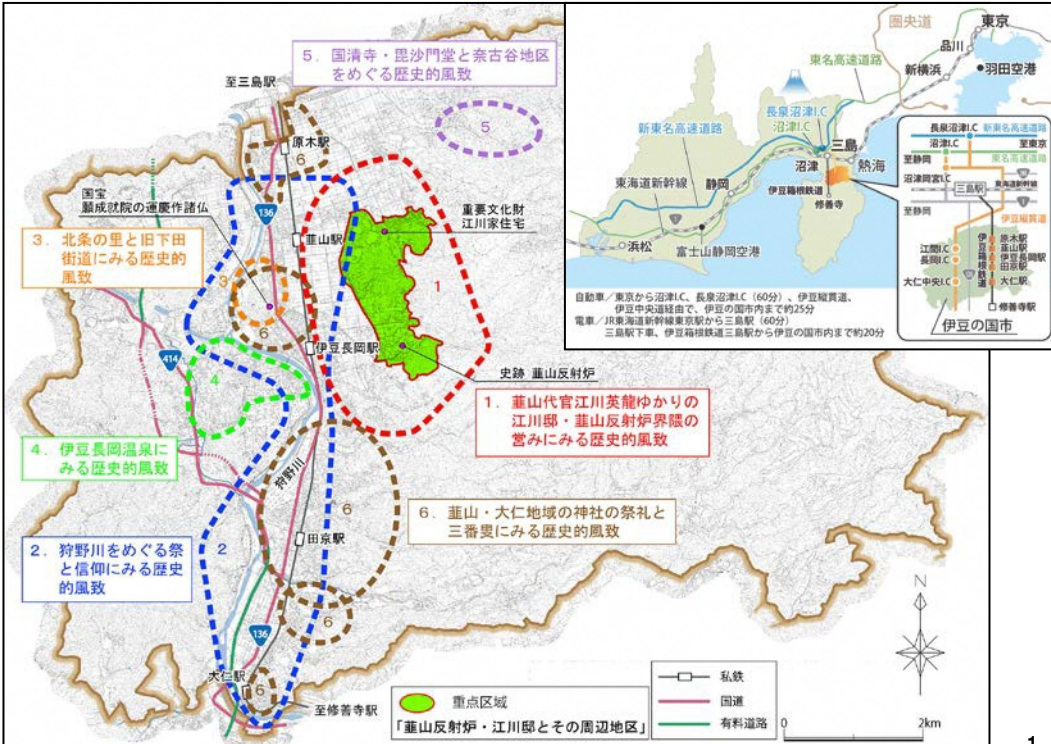 5．国清寺・毘沙門堂と奈古谷地区
をめぐる歴史的風致
至三島駅
原木駅
6
5
国宝
願成就院の運慶作諸仏
136
重要文化財
江川家住宅
韮山駅
3．北条の里と旧下田
街道にみる歴史的
風致
3
1
6
伊豆長岡駅
414
4
史跡 韮山反射炉
1．韮山代官江川英龍ゆかりの
江川邸・韮山反射炉界隈の
営みにみる歴史的風致
4．伊豆長岡温泉に
みる歴史的風致
狩野川
6
6．韮山・大仁地域の神社の祭礼と
三番叟にみる歴史的風致
2．狩野川をめぐる祭
と信仰にみる歴史
的風致
2
田京駅
6
136
大仁駅
6
至修善寺駅
N
重点区域
「韮山反射炉・江川邸とその周辺地区」
私鉄
国道
有料道路
0
2km
圏央道
東京
品川
羽田空港
新横浜
東名高速道路
長泉沼津I.C
沼津I.C
新東名高速道路
三島
沼津
熱海
東海道新幹線
静岡
伊豆箱根鉄道
修善寺
1
浜松
富士山静岡空港
自動車／東京から沼津I.C、長泉沼津I.C（60分）、伊豆縦貫道、
伊豆中央道経由で、伊豆の国市内まで約25分
電車／JR東海道新幹線東京駅から三島駅（60分）
三島駅下車、伊豆箱根鉄道三島駅から伊豆の国市内まで約20分
長泉沼津I.C
新東名高速道路
沼津I.C
至東京
至静岡
東名高速道路
沼津岡宮I.C
三島駅
東海道新幹線
1
至静岡
伊豆縦貫道
江間I.C
長岡I.C
大仁中央I.C
伊豆箱根鉄道
原木駅
韮山駅
伊豆長岡駅
田京駅
大仁駅
修善寺駅
伊豆の国市
1